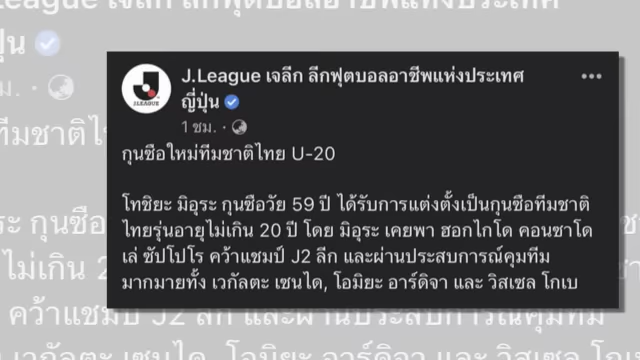 J.League เจลีก ลีกฟุตบอลอาชีพแห่งประเทศ
ญี่ปุ่น
J.LEAGUE
1 ชม.
กุนซือใหม่ทีมชาติไทย U-20
โทชิยะ มิอุระ กุนซือวัย 59 ปี ได้รับการแต่งตั้งเป็นกุนซือทีมชาติ
ไทยรุ่นอายุไม่เกิน 20 ปี โดย มิอุระ เคยพา ฮอกไกโด คอนซาโด
เล่ ซัปโปโร คว้าแชมป์ J2 ลีก และผ่านประสบการณ์คุมทีม
มากมายทั้ง เวกัลตะ เซนได, โอมิยะ อาร์ดิจา และ วิสเซล โกเบ